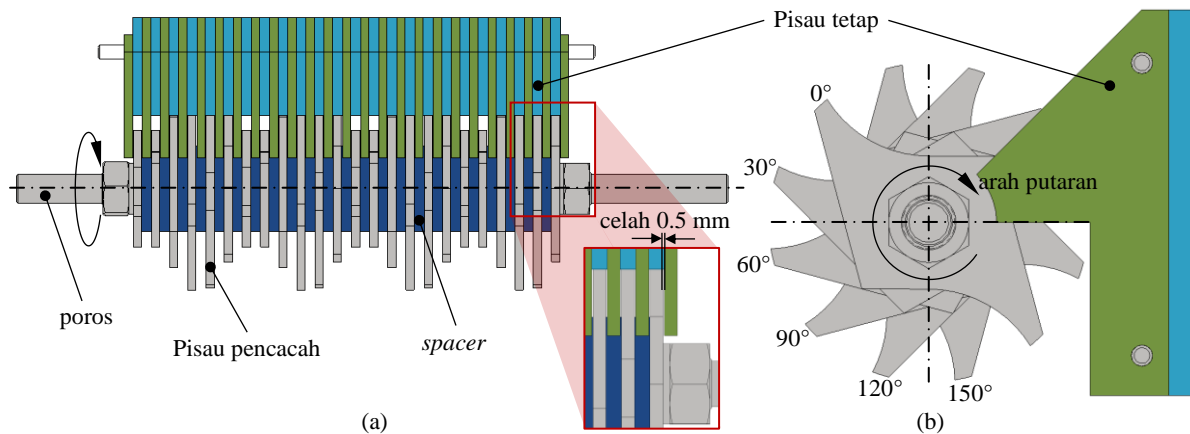 Pisau tetap
0°
30°
60°
90°
120°
150°
arah putaran
celah 0.5 mm
poros
Pisau pencacah
spacer
(a)
(b)